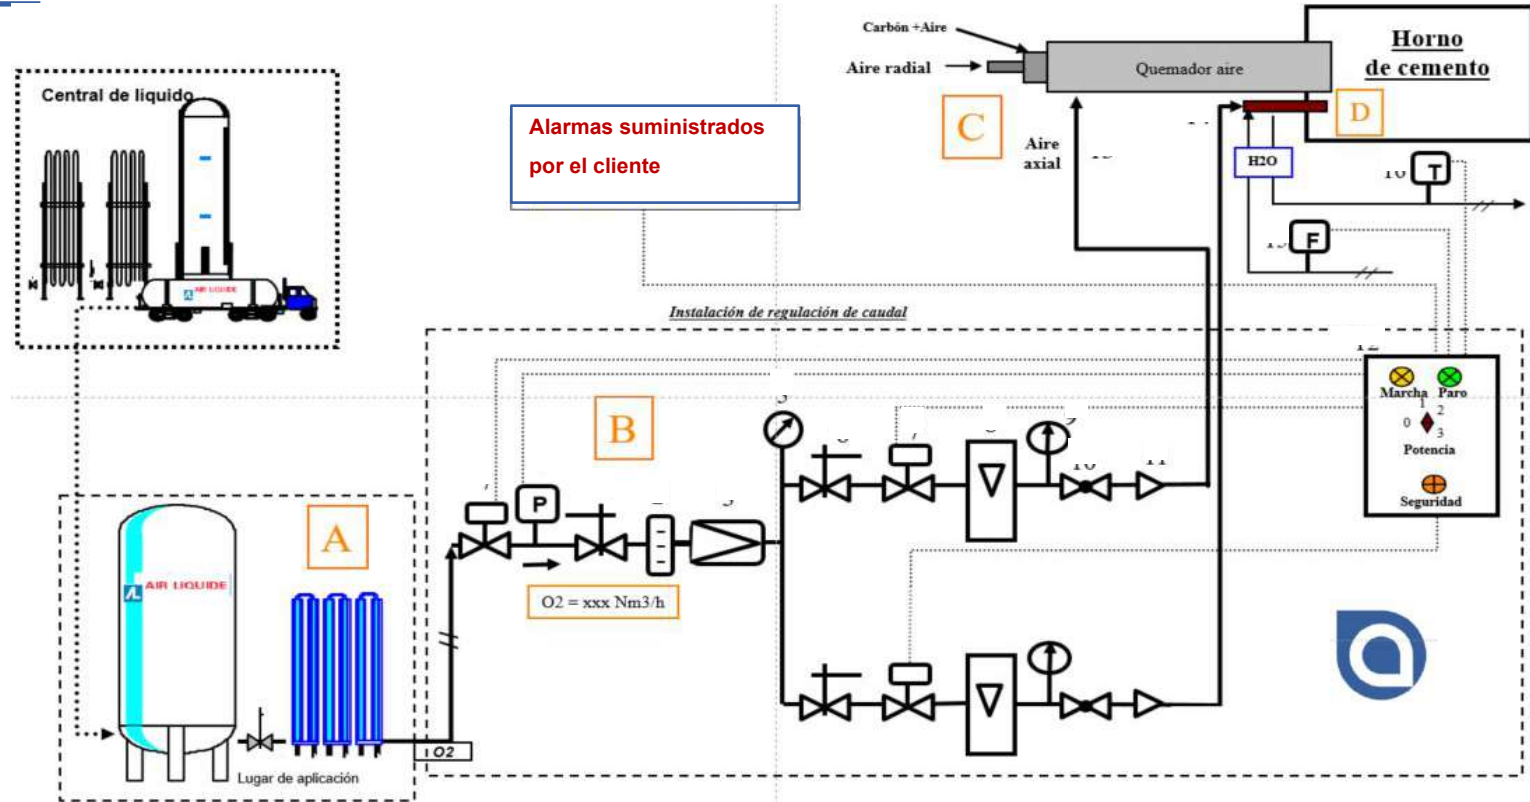 Carbón +Aire
Aire radial
Quemador aire
Horno
de cemento
Central de liquido
Alarmas suministrados
por el cliente
C
D
Aire
axial
H2O
T
F
AIR LIQUIDE
Instalación de regulación de caudal
Marcha Paro
1
0 2
3
Potencia
Seguridad
B
P
A
AIR LIQUIDE
O2 = xxx Nm3/h
O2
Lugar de aplicación